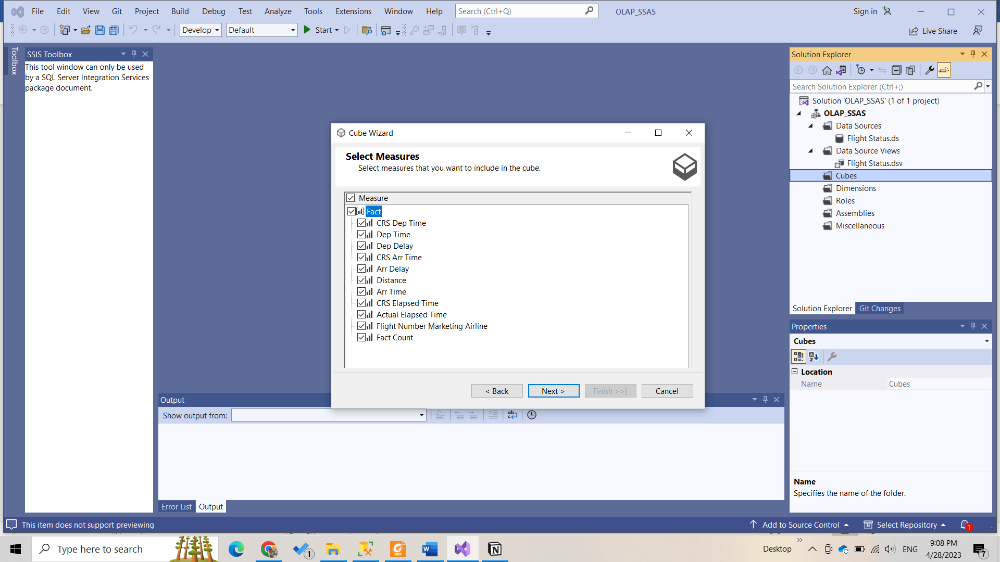 File Edit View Git Project Build Debug Test Analyze Tools Extensions Window Help Search (Ctrl+Q) OLAP_SSAS Sign in
Develop Default Start Live Share
Toolbox
SSIS Toolbox
This tool window can only be used
by a SQL Server Integration Services
package document.
Cube Wizard
Select Measures
Select measures that you want to include in the cube.
Measure
Fact
CRS Dep Time
Dep Time
Dep Delay
CRS Arr Time
Arr Delay
Distance
Arr Time
CRS Elapsed Time
Actual Elapsed Time
Flight Number Marketing Airline
Fact Count
< Back Next > Finish >>| Cancel
Output
Show output from:
Error List Output
Solution Explorer
Search Solution Explorer (Ctrl+;)
Solution 'OLAP_SSAS' (1 of 1 project)
OLAP_SSAS
Data Sources
Flight Status.ds
Data Source Views
Flight Status.dsv
Cubes
Dimensions
Roles
Assemblies
Miscellaneous
Solution Explorer Git Changes
Properties
Cubes
Location
Name Cubes
Name
Specifies the name of the folder.
This item does not support previewing Add to Source Control Select Repository 1
Type here to search 1 PDF W N Desktop ENG 9:08 PM
4/28/2023 7